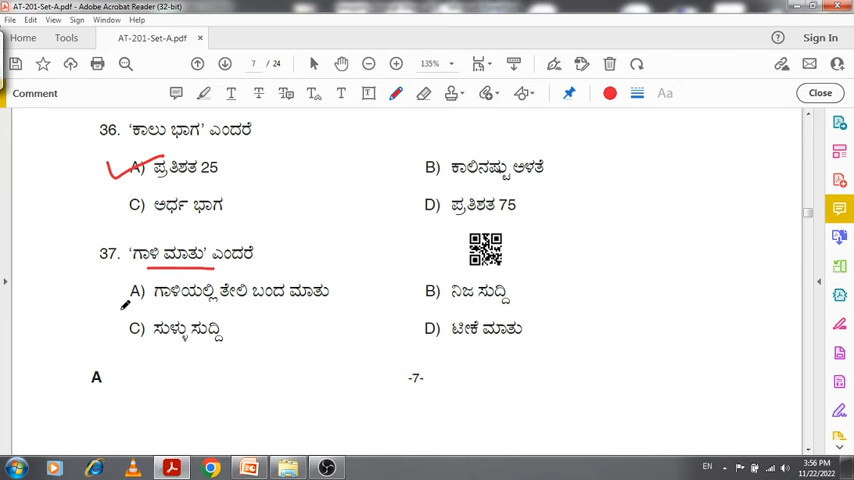 AT-201-Set-A.pdf - Adobe Acrobat Reader (32-bit)
File Edit View Sign Window Help
Home Tools AT-201-Set-A.pdf × Sign In
7 / 24 135%
Comment Aa Close
36. ‘ಕಾಲು ಭಾಗ’ ಎಂದರೆ
A) ಪ್ರತಿಶತ 25 B) ಕಾಲಿನಷ್ಟು ಅಳತೆ
C) ಅರ್ಧ ಭಾಗ D) ಪ್ರತಿಶತ 75
37. ‘ಗಾಳಿ ಮಾತು’ ಎಂದರೆ
A) ಗಾಳಿಯಲ್ಲಿ ತೇಲಿ ಬಂದ ಮಾತು B) ನಿಜ ಸುದ್ದಿ
C) ಸುಳ್ಳು ಸುದ್ದಿ D) ಟೀಕೆ ಮಾತು
A -7-
EN 3:56 PM
11/22/2022